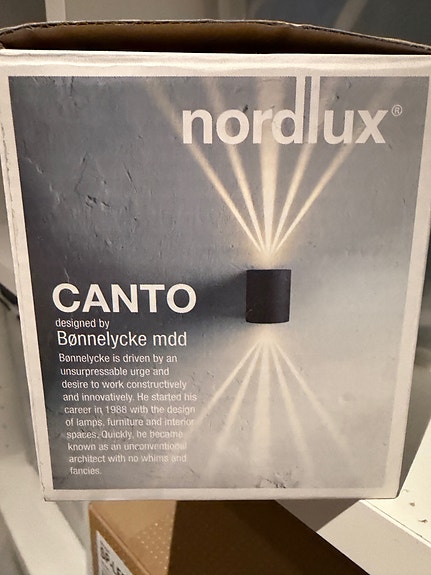 nordlux®
CANTO
designed by
Bønnelycke mdd
Bønnelycke is driven by an
unsurpressable urge and
desire to work constructively
and innovatively. He started his
career in 1988 with the design
of lamps, furniture and interior
spaces. Quickly, he became
known as an unconventional
architect with no whims and
fancies.